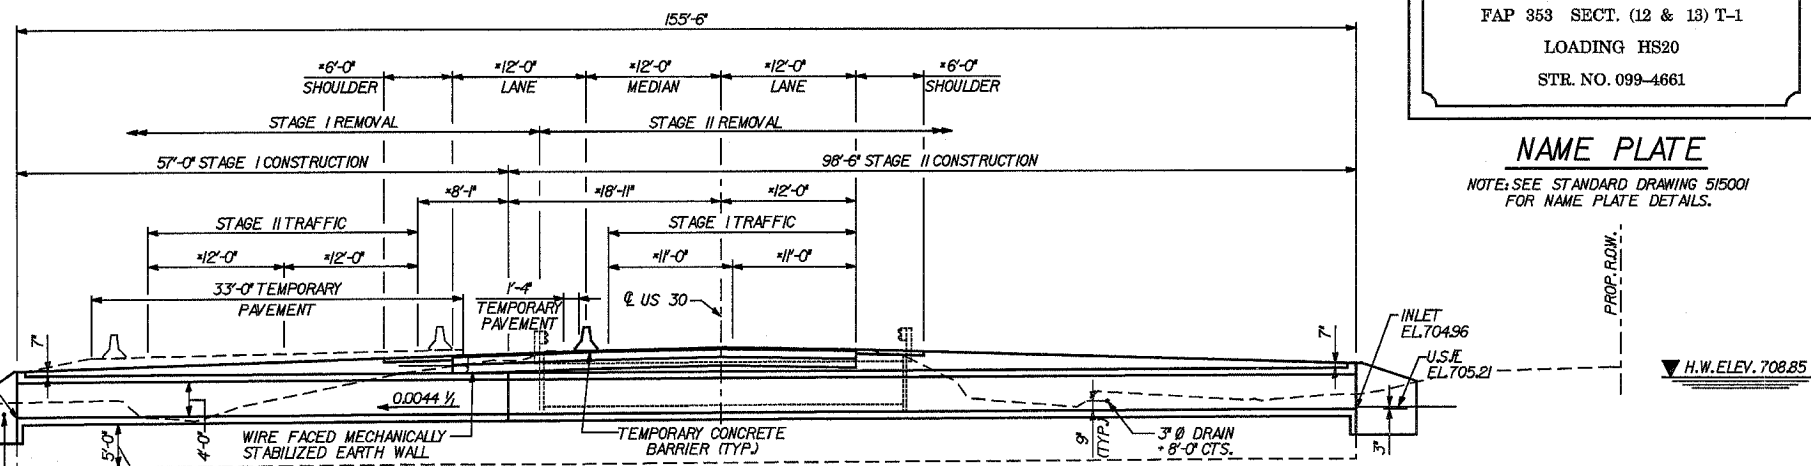 155'-6"
FAP 353 SECT. (12 & 13) T-1
LOADING HS20
STR. NO. 099-4661
NAME PLATE
NOTE: SEE STANDARD DRAWING 515001
FOR NAME PLATE DETAILS.
*6'-0"
SHOULDER
*12'-0"
LANE
*12'-0"
MEDIAN
*12'-0"
LANE
*6'-0"
SHOULDER
STAGE I REMOVAL
STAGE II REMOVAL
57'-0" STAGE I CONSTRUCTION
98'-6" STAGE II CONSTRUCTION
*8'-1"
*18'-11"
*12'-0"
STAGE II TRAFFIC
STAGE I TRAFFIC
*12'-0"
*12'-0"
*11'-0"
*11'-0"
33'-0" TEMPORARY
PAVEMENT
1'-4"
TEMPORARY
PAVEMENT
℄ US 30
PROP. R.O.W.
7"
7"
INLET
EL.704.96
U.S.F.
EL.705.21
H.W. ELEV. 708.85
0.0044 1/1
5'-0"
4'-0"
WIRE FACED MECHANICALLY
STABILIZED EARTH WALL
TEMPORARY CONCRETE
BARRIER (TYP.)
9"
(TYP.)
3" Ø DRAIN
+ 8'-0" CTS.
3"